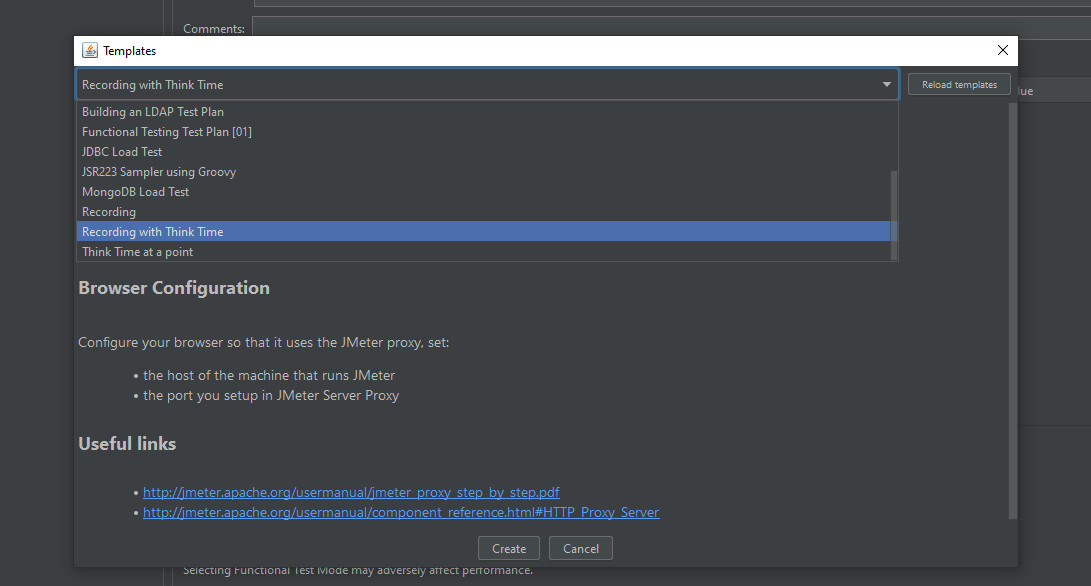 Comments:
Templates
Recording with Think Time
Reload templates
lue
Building an LDAP Test Plan
Functional Testing Test Plan [01]
JDBC Load Test
JSR223 Sampler using Groovy
MongoDB Load Test
Recording
Recording with Think Time
Think Time at a point
Browser Configuration
Configure your browser so that it uses the JMeter proxy, set:
• the host of the machine that runs JMeter
• the port you setup in JMeter Server Proxy
Useful links
• http://jmeter.apache.org/usermanual/jmeter_proxy_step_by_step.pdf
• http://jmeter.apache.org/usermanual/component_reference.html#HTTP_Proxy_Server
Create
Cancel
Selecting Functional Test Mode may adversely affect performance.